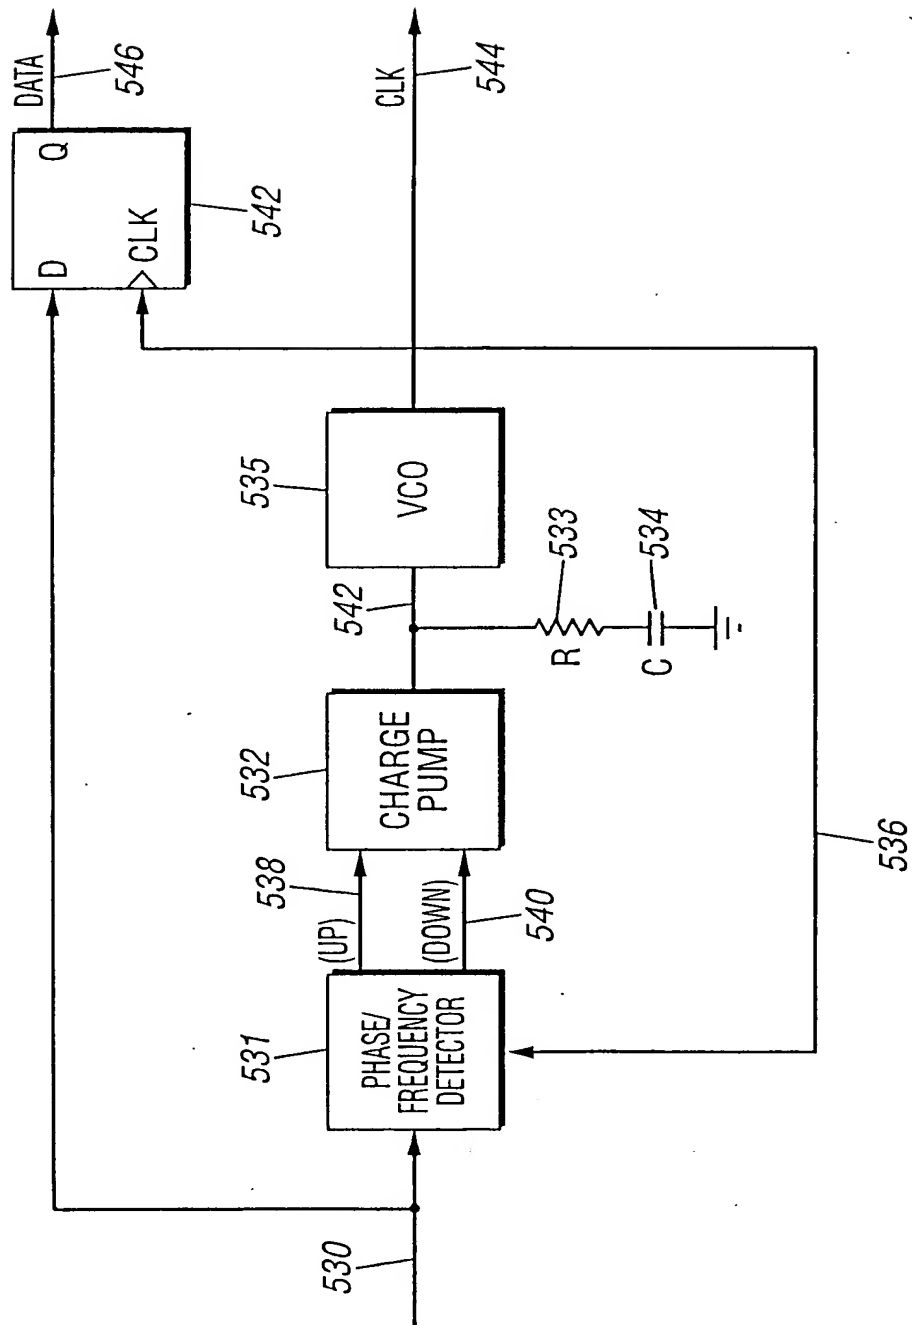 DATA
546
D Q
CLK
542
CLK
544
535
VCO
542
533
R
534
C
532
CHARGE
PUMP
538
(UP)
(DOWN)
540
531
PHASE/
FREQUENCY
DETECTOR
536
530